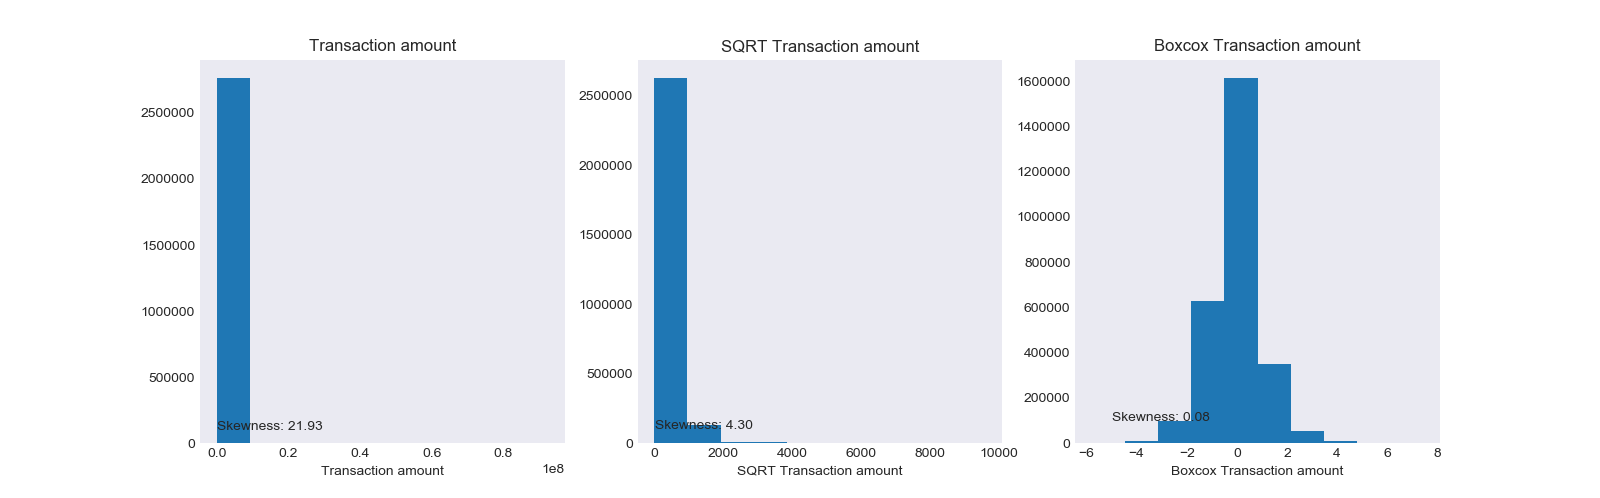 Transaction amount
2500000
2000000
1500000
1000000
500000
0
Skewness: 21.93
0.0 0.2 0.4 0.6 0.8
1e8
Transaction amount
SQRT Transaction amount
2500000
2000000
1500000
1000000
500000
0
Skewness: 4.30
0 2000 4000 6000 8000 10000
SQRT Transaction amount
Boxcox Transaction amount
1600000
1400000
1200000
1000000
800000
600000
400000
200000
0
Skewness: 0.08
−6 −4 −2 0 2 4 6 8
Boxcox Transaction amount